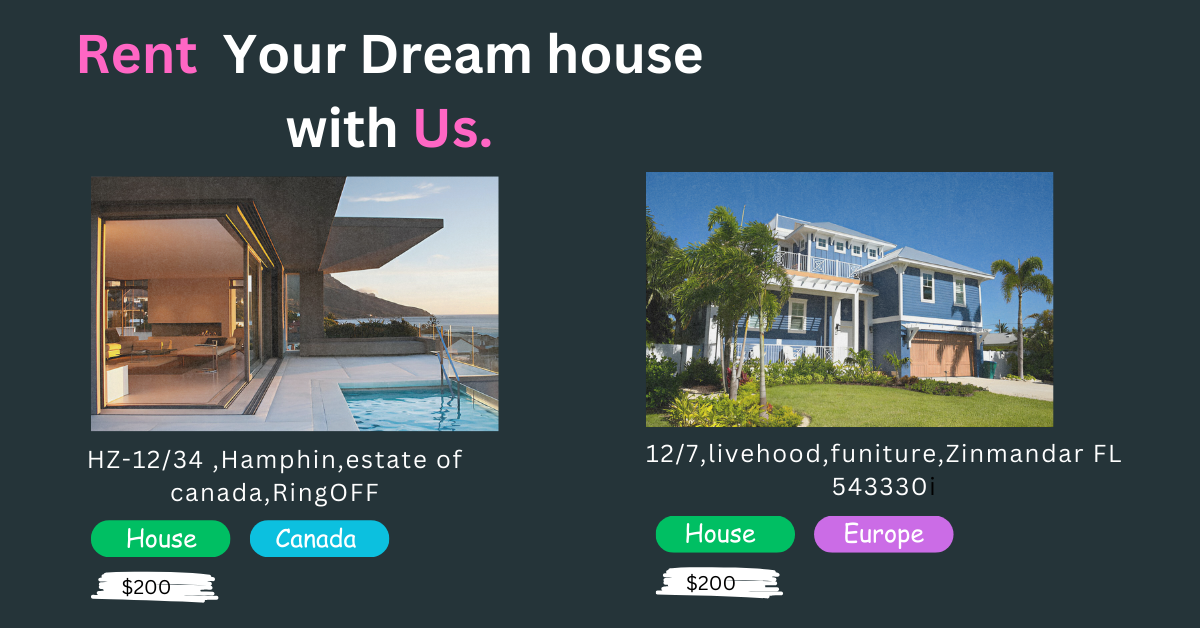 Rent Your Dream house
with Us.
HZ-12/34 ,Hamphin,estate of
canada,RingOFF
House
Canada
$200
12/7,livehood,funiture,Zinmandar FL
543330i
House
Europe
$200